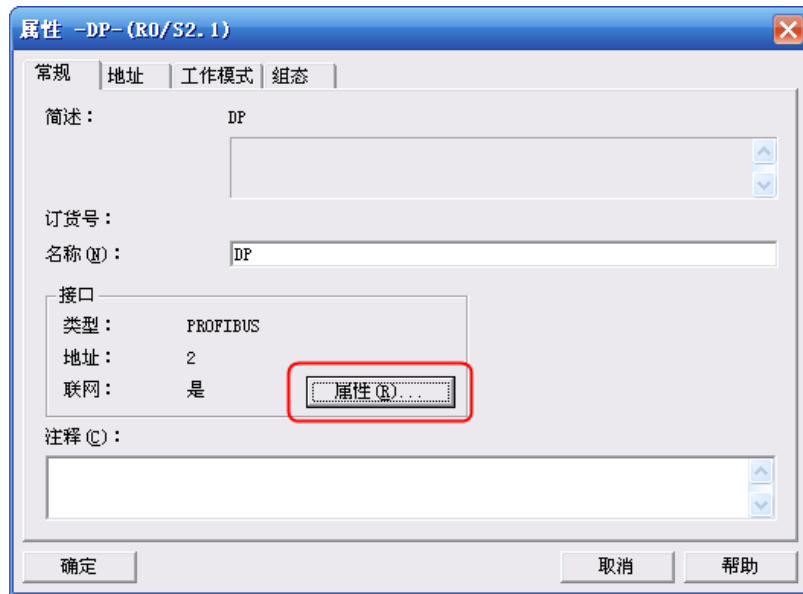 属性 -DP-(R0/S2.1)
常规 地址 工作模式 组态
简述： DP
订货号：
名称(N)： DP
接口
类型： PROFIBUS
地址： 2
联网： 是 属性(R)...
注释(C)：
确定 取消 帮助